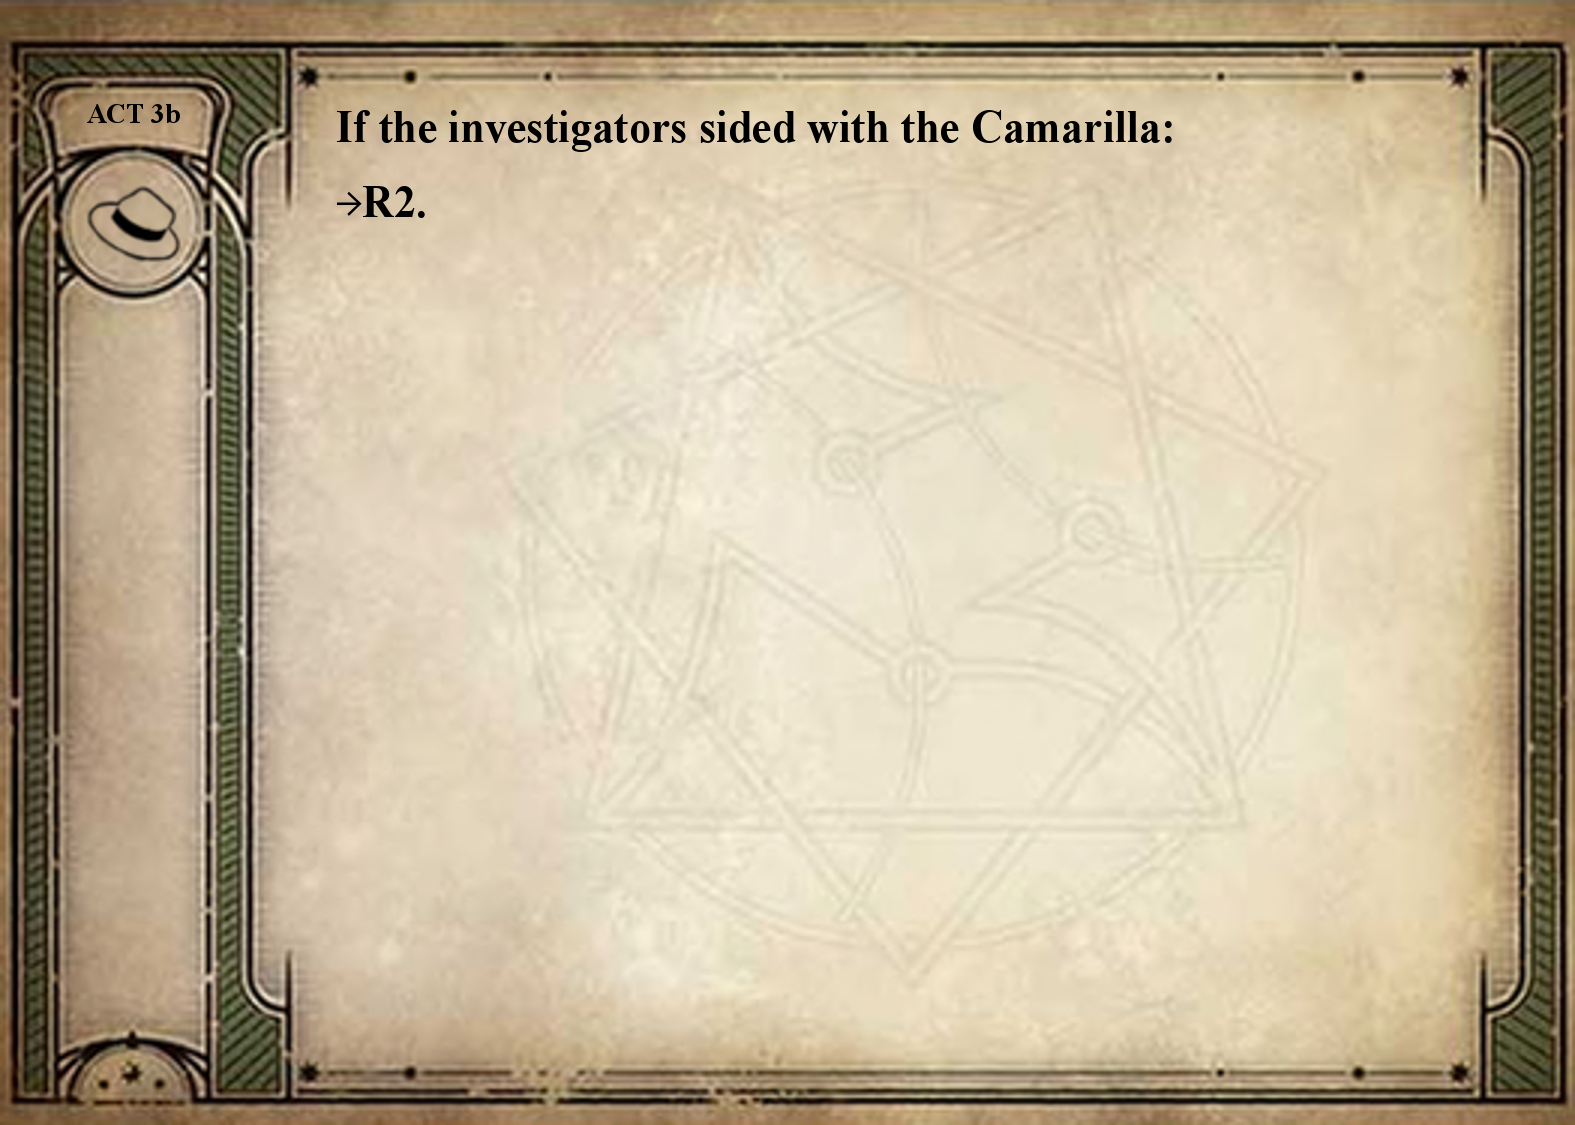 ACT 3b
If the investigators sided with the Camarilla:
→R2.